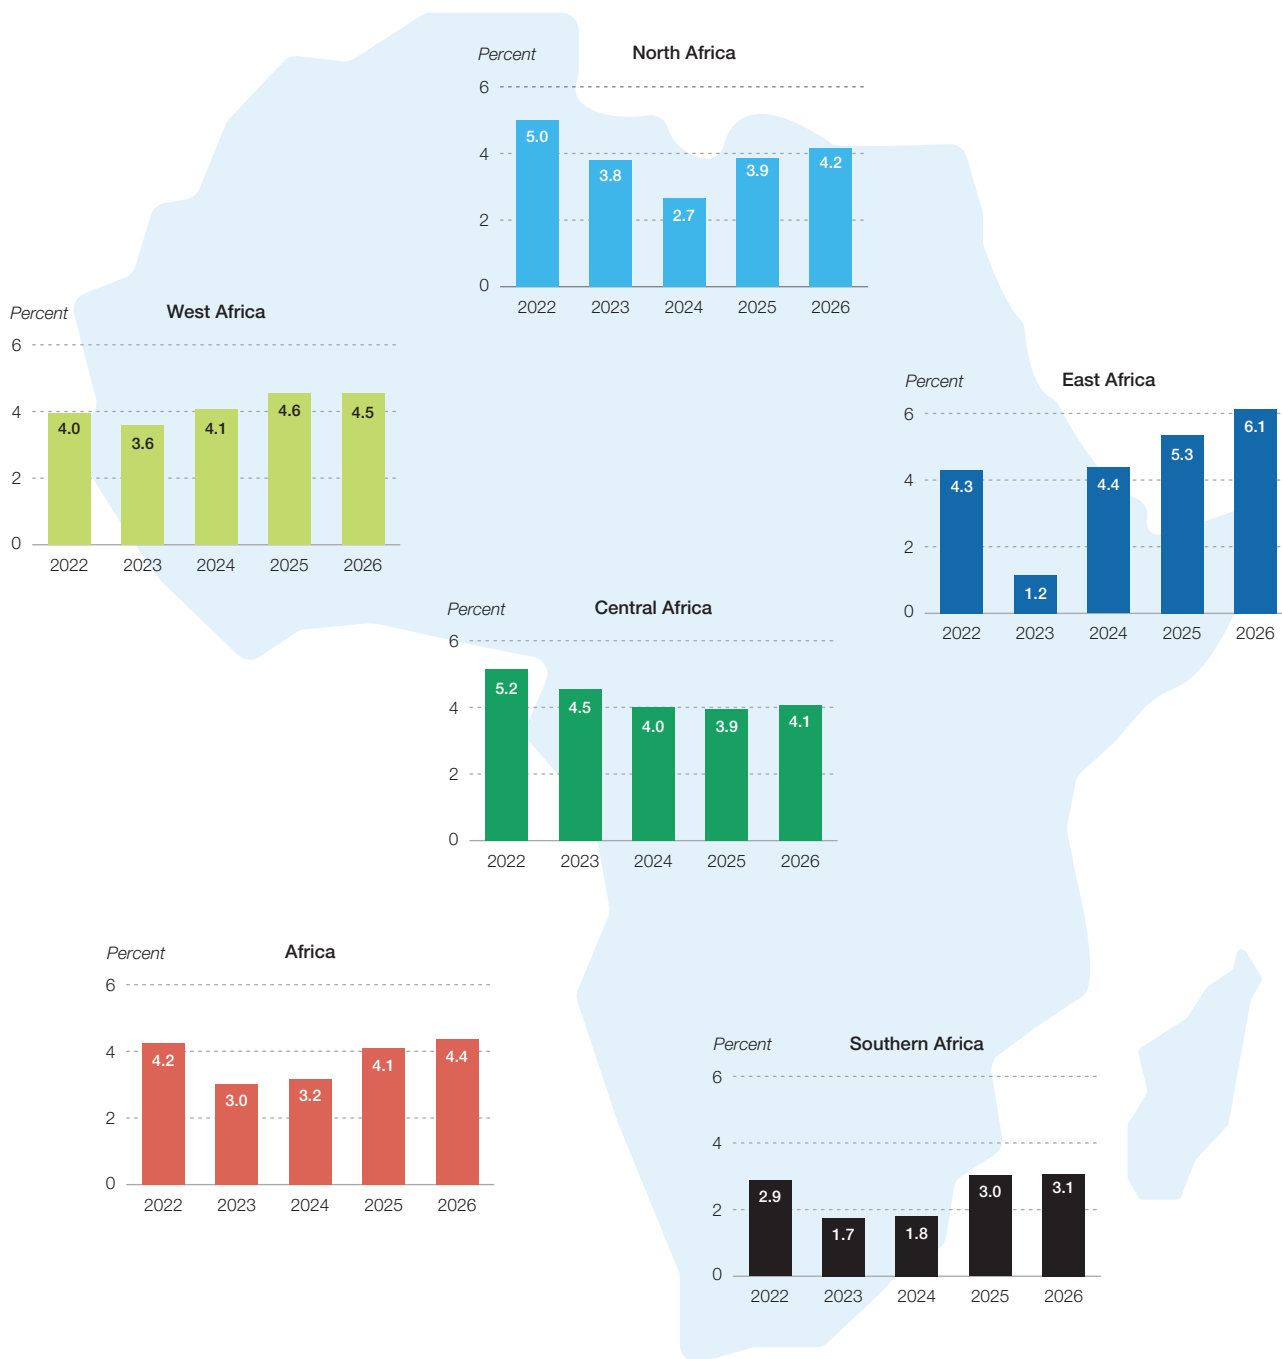 Percent North Africa
6
4
2
0
5.0 3.8 2.7 3.9 4.2
2022 2023 2024 2025 2026
Percent West Africa
6
4
2
0
4.0 3.6 4.1 4.6 4.5
2022 2023 2024 2025 2026
Percent East Africa
6
4
2
0
4.3 1.2 4.4 5.3 6.1
2022 2023 2024 2025 2026
Percent Central Africa
6
4
2
0
5.2 4.5 4.0 3.9 4.1
2022 2023 2024 2025 2026
Percent Africa
6
4
2
0
4.2 3.0 3.2 4.1 4.4
2022 2023 2024 2025 2026
Percent Southern Africa
6
4
2
0
2.9 1.7 1.8 3.0 3.1
2022 2023 2024 2025 2026